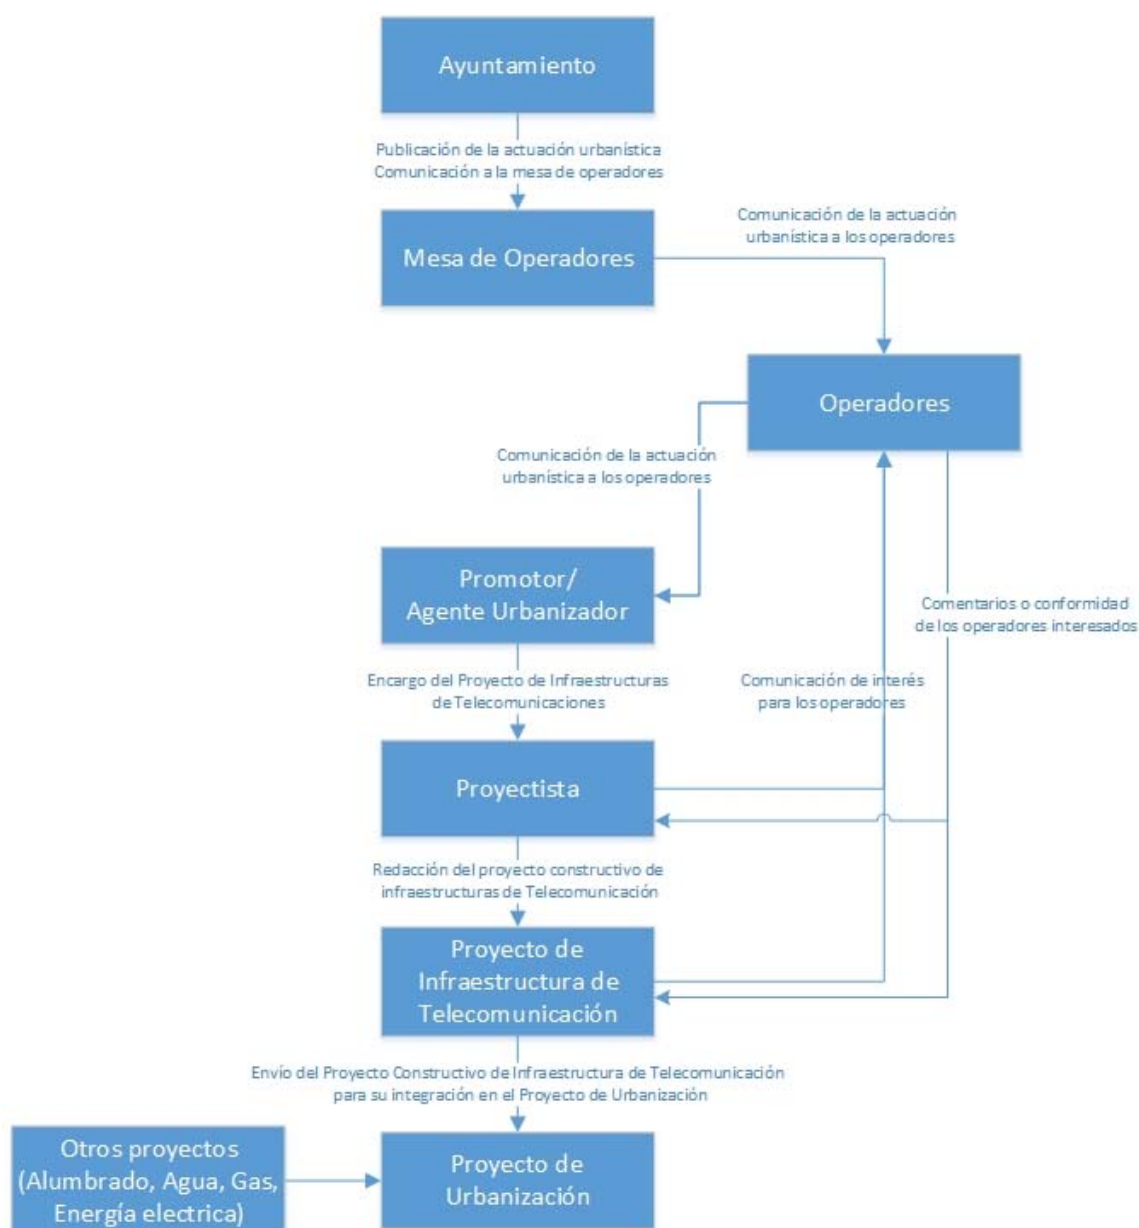 Ayuntamiento
Publicación de la actuación urbanística
Comunicación a la mesa de operadores
Mesa de Operadores
Comunicación de la actuación
urbanística a los operadores
Operadores
Comunicación de la actuación
urbanística a los operadores
Promotor/
Agente Urbanizador
Comentarios o conformidad
de los operadores interesados
Encargo del Proyecto de Infraestructuras
de Telecomunicaciones
Comunicación de interés
para los operadores
Proyectista
Redacción del proyecto constructivo de
infraestructuras de Telecomunicación
Proyecto de
Infraestructura de
Telecomunicación
Envío del Proyecto Constructivo de Infraestructura de Telecomunicación
para su integración en el Proyecto de Urbanización
Otros proyectos
(Alumbrado, Agua, Gas,
Energía electrica)
Proyecto de
Urbanización